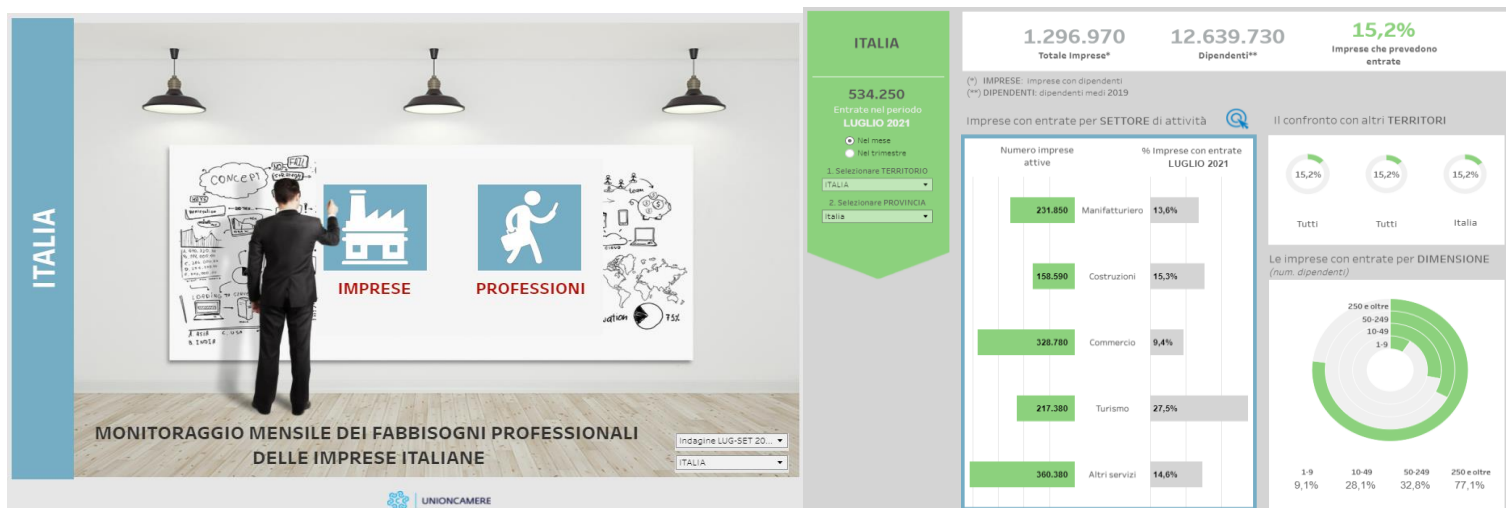 ITALIA
CONCEPT
FAIL
IMPRESE
PROFESSIONI
team
75%
MONITORAGGIO MENSILE DEI FABBISOGNI PROFESSIONALI
DELLE IMPRESE ITALIANE
Indagine LUG-SET 20...
ITALIA
UNIONCAMERE
ITALIA
534.250
Entrate nel periodo
LUGLIO 2021
Nel mese
Nel trimestre
1. Selezionare TERRITORIO
ITALIA
2. Selezionare PROVINCIA
Italia
1.296.970
Totale Imprese*
12.639.730
Dipendenti**
15,2%
Imprese che prevedono
entrate
(*) IMPRESE: imprese con dipendenti
(**) DIPENDENTI: dipendenti medi 2019
Imprese con entrate per SETTORE di attività
Numero imprese
attive
% Imprese con entrate
LUGLIO 2021
231.850 Manifatturiero 13,6%
158.590 Costruzioni 15,3%
328.780 Commercio 9,4%
217.380 Turismo 27,5%
360.380 Altri servizi 14,6%
Il confronto con altri TERRITORI
15,2% 15,2% 15,2%
Tutti Tutti Italia
Le imprese con entrate per DIMENSIONE
(num. dipendenti)
250 e oltre
50-249
10-49
1-9
1-9 10-49 50-249 250 e oltre
9,1% 28,1% 32,8% 77,1%